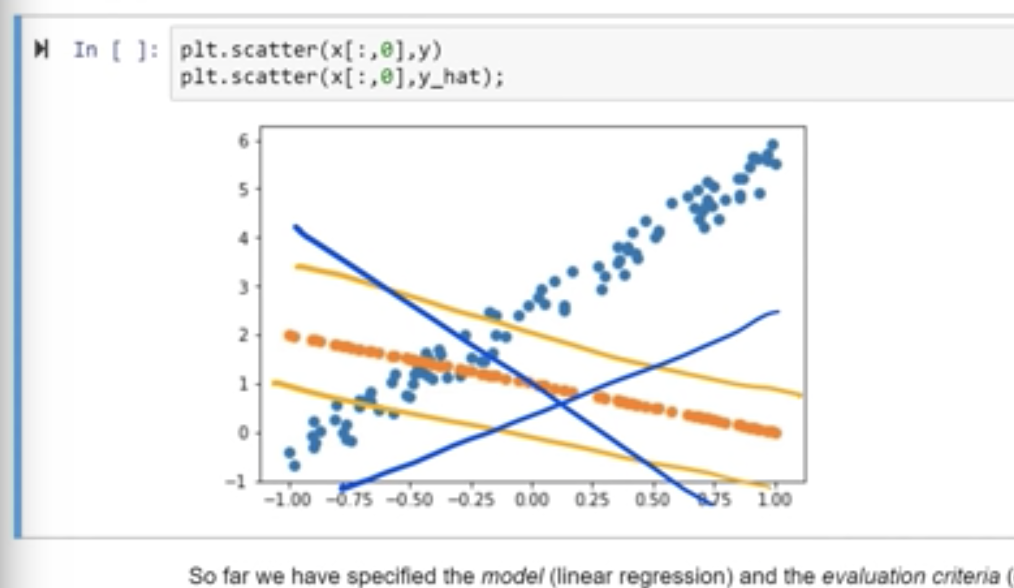 In [ ]: plt.scatter(x[:,0],y)
plt.scatter(x[:,0],y_hat);
6
5
4
3
2
1
0
−1
−1.00 −0.75 −0.50 −0.25 0.00 0.25 0.50 0.75 1.00
So far we have specified the model (linear regression) and the evaluation criteria (